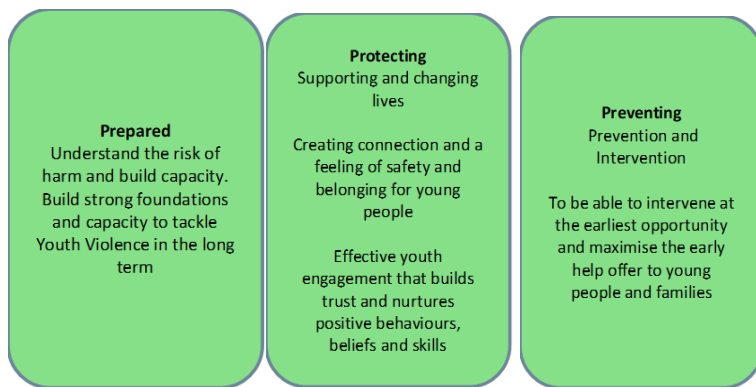 Prepared
Understand the risk of
harm and build capacity.
Build strong foundations
and capacity to tackle
Youth Violence in the long
term
Protecting
Supporting and changing
lives
Creating connection and a
feeling of safety and
belonging for young
people
Effective youth
engagement that builds
trust and nurtures
positive behaviours,
beliefs and skills
Preventing
Prevention and
Intervention
To be able to intervene at
the earliest opportunity
and maximise the early
help offer to young
people and families